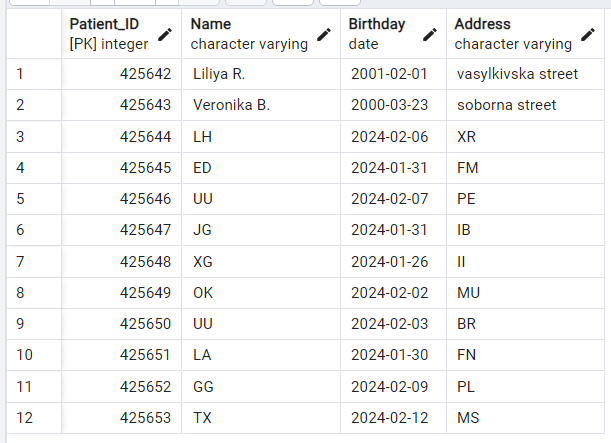 Patient_ID Name Birthday Address
[PK] integer character varying date character varying
1 425642 Liliya R. 2001-02-01 vasylkivska street
2 425643 Veronika B. 2000-03-23 soborna street
3 425644 LH 2024-02-06 XR
4 425645 ED 2024-01-31 FM
5 425646 UU 2024-02-07 PE
6 425647 JG 2024-01-31 IB
7 425648 XG 2024-01-26 II
8 425649 OK 2024-02-02 MU
9 425650 UU 2024-02-03 BR
10 425651 LA 2024-01-30 FN
11 425652 GG 2024-02-09 PL
12 425653 TX 2024-02-12 MS